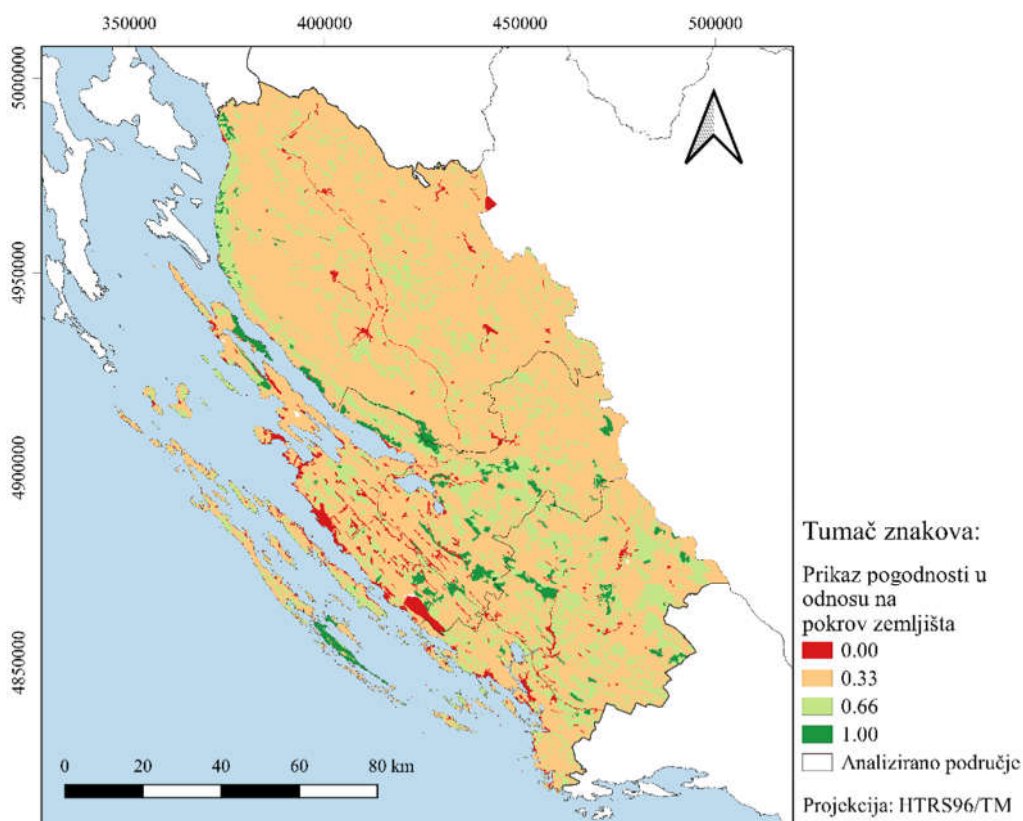 350000
400000
450000
500000
5000000
4950000
4900000
4850000
0
20
40
60
80 km
Tumač znakova:
Prikaz pogodnosti u
odnosu na
pokrov zemljišta
0.00
0.33
0.66
1.00
Analizirano područje
Projekcija: HTRS96/TM